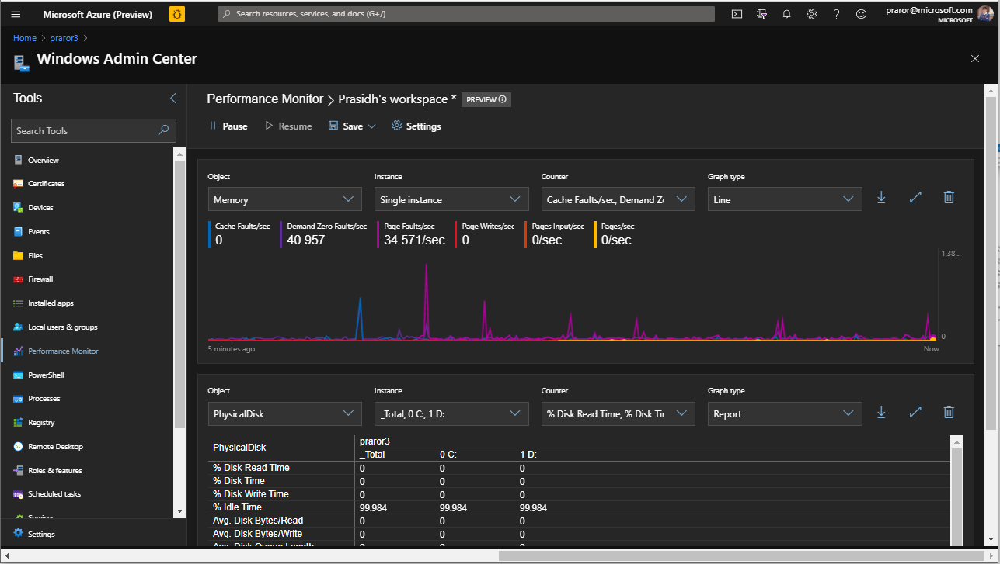 Microsoft Azure (Preview)
Search resources, services, and docs (G+/)
praror@microsoft.com
MICROSOFT
Home > praror3 >
Windows Admin Center
Tools
Search Tools
Overview
Certificates
Devices
Events
Files
Firewall
Installed apps
Local users & groups
Performance Monitor
PowerShell
Processes
Registry
Remote Desktop
Roles & features
Scheduled tasks
Services
Settings
Performance Monitor > Prasidh's workspace * PREVIEW
Pause Resume Save Settings
Object Instance Counter Graph type
Memory Single instance Cache Faults/sec, Demand Z Line
Cache Faults/sec Demand Zero Faults/sec Page Faults/sec Page Writes/sec Pages Input/sec Pages/sec
0 40.957 34.571/sec 0 0/sec 0/sec
1,38...
0
5 minutes ago Now
Object Instance Counter Graph type
PhysicalDisk _Total, 0 C:, 1 D: % Disk Read Time, % Disk Ti Report
PhysicalDisk praror3
_Total 0 C: 1 D:
% Disk Read Time 0 0 0
% Disk Time 0 0 0
% Disk Write Time 0 0 0
% Idle Time 99.984 99.984 99.984
Avg. Disk Bytes/Read 0 0 0
Avg. Disk Bytes/Write 0 0 0
Avg. Disk Queue Length 0 0 0